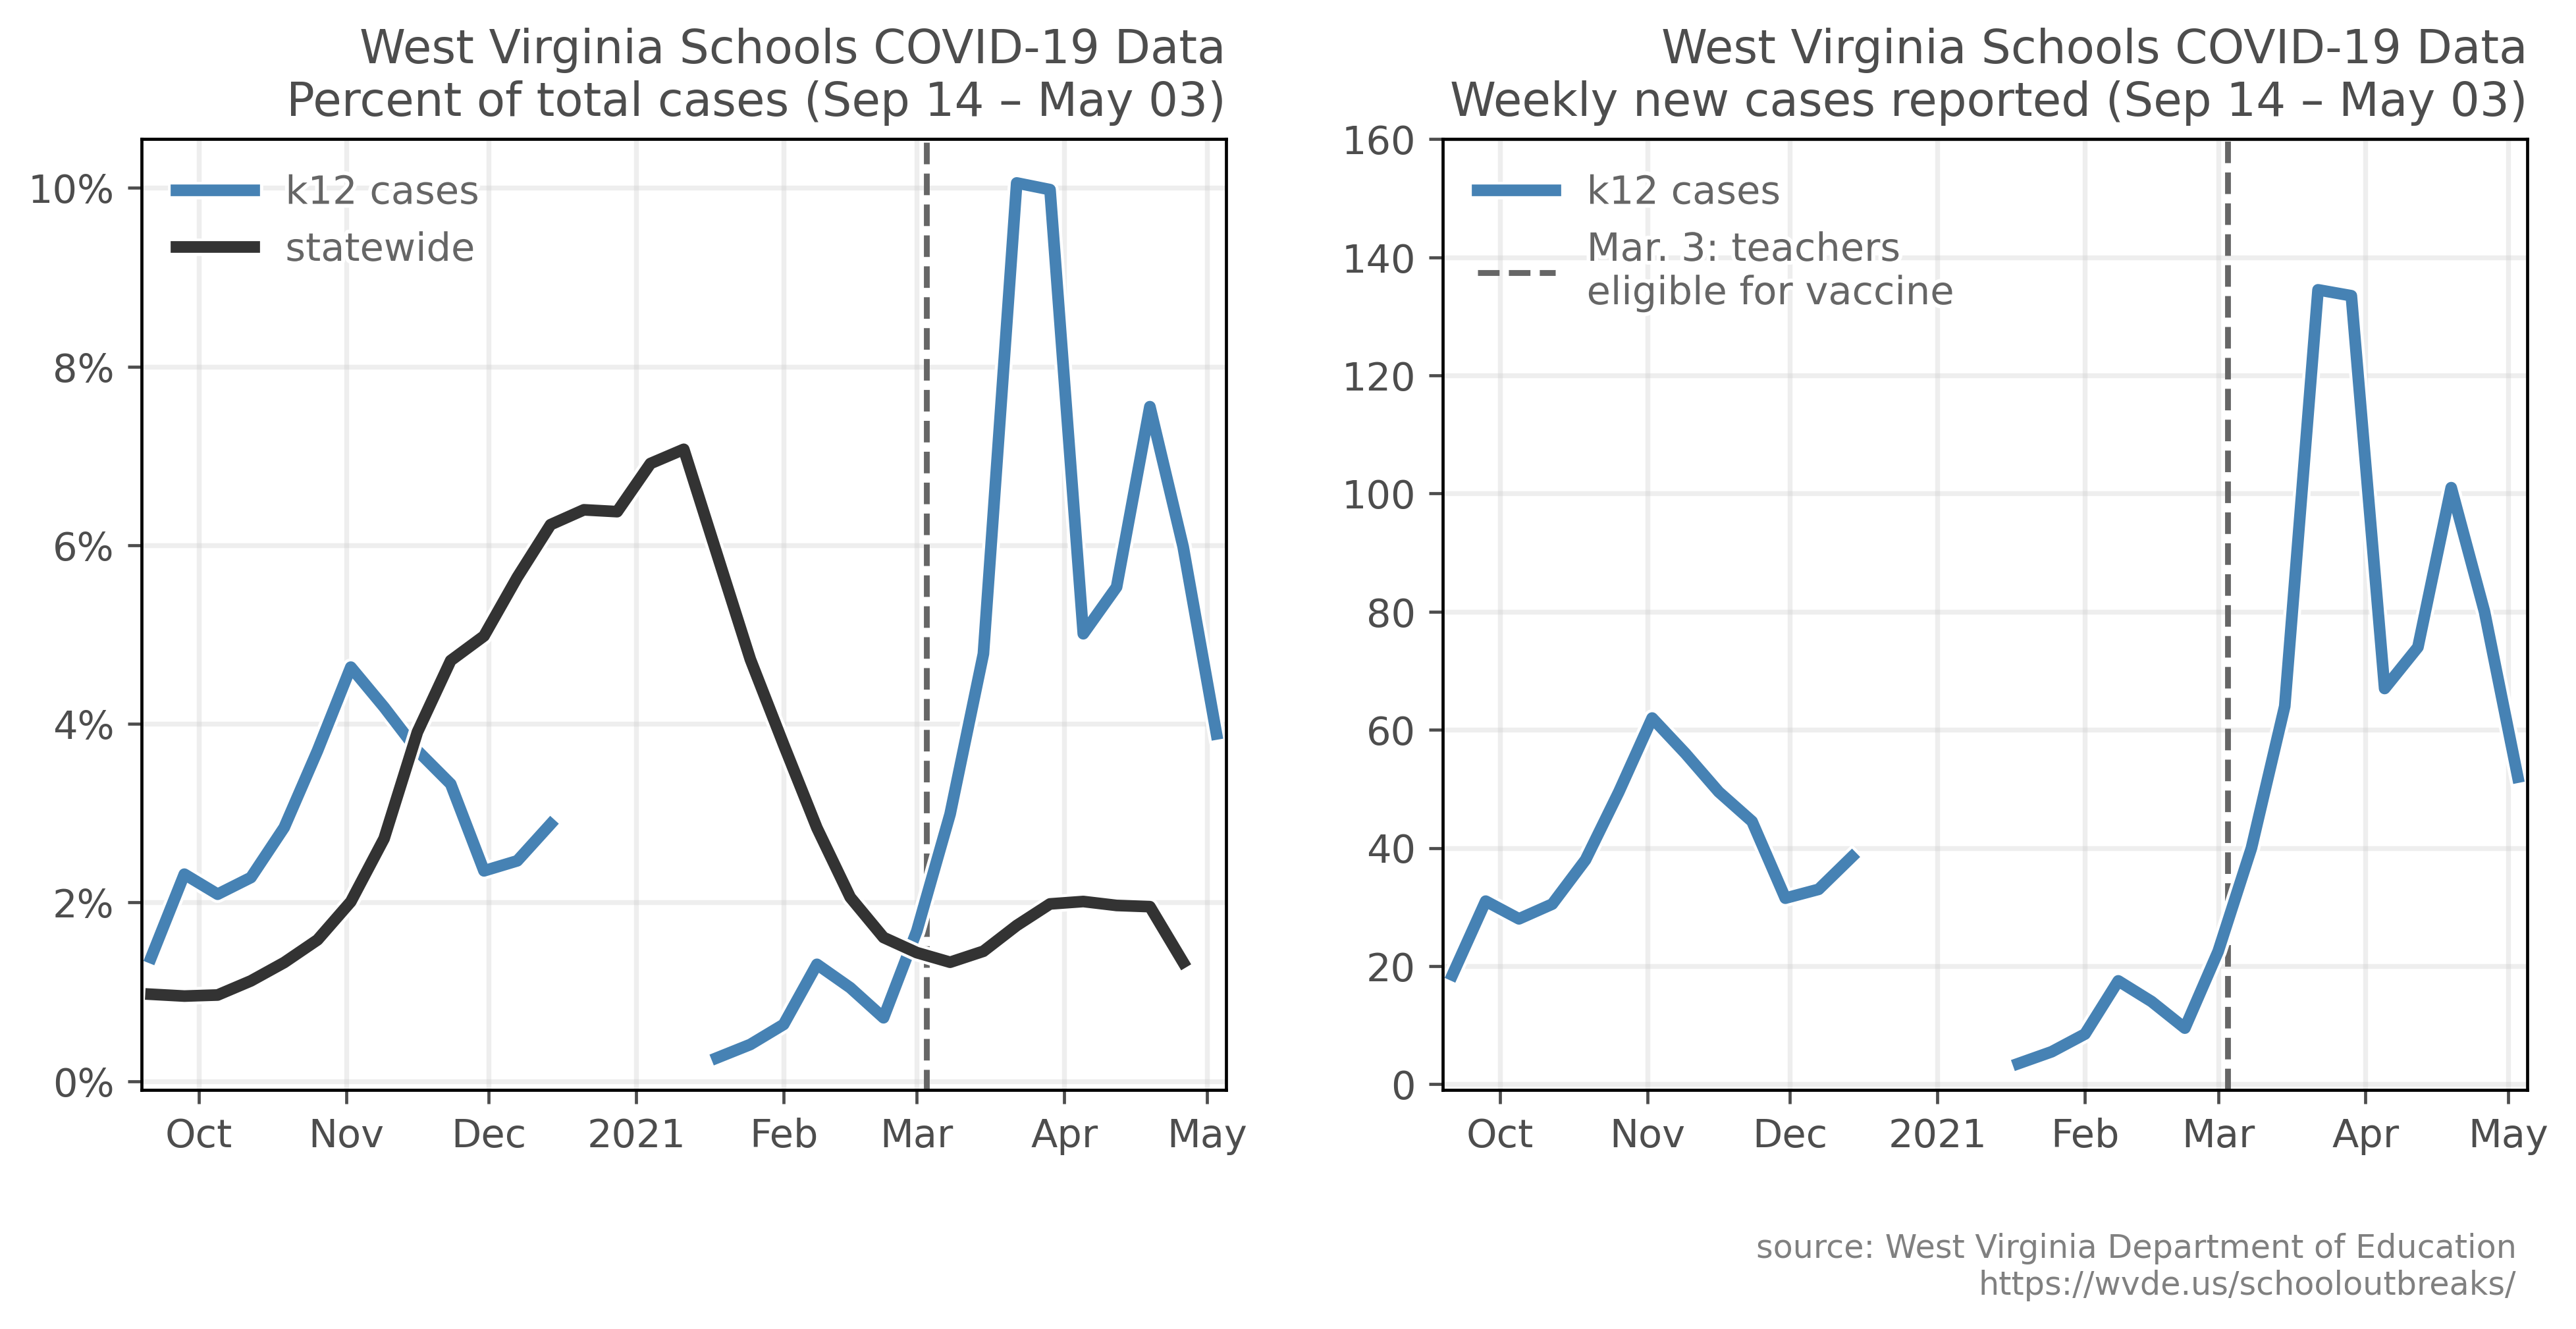 West Virginia Schools COVID-19 Data
Percent of total cases (Sep 14 – May 03)
10%
8%
6%
4%
2%
0%
k12 cases
statewide
Oct Nov Dec 2021 Feb Mar Apr May
West Virginia Schools COVID-19 Data
Weekly new cases reported (Sep 14 – May 03)
160
140
120
100
80
60
40
20
0
k12 cases
Mar. 3: teachers
eligible for vaccine
Oct Nov Dec 2021 Feb Mar Apr May
source: West Virginia Department of Education
https://wvde.us/schooloutbreaks/